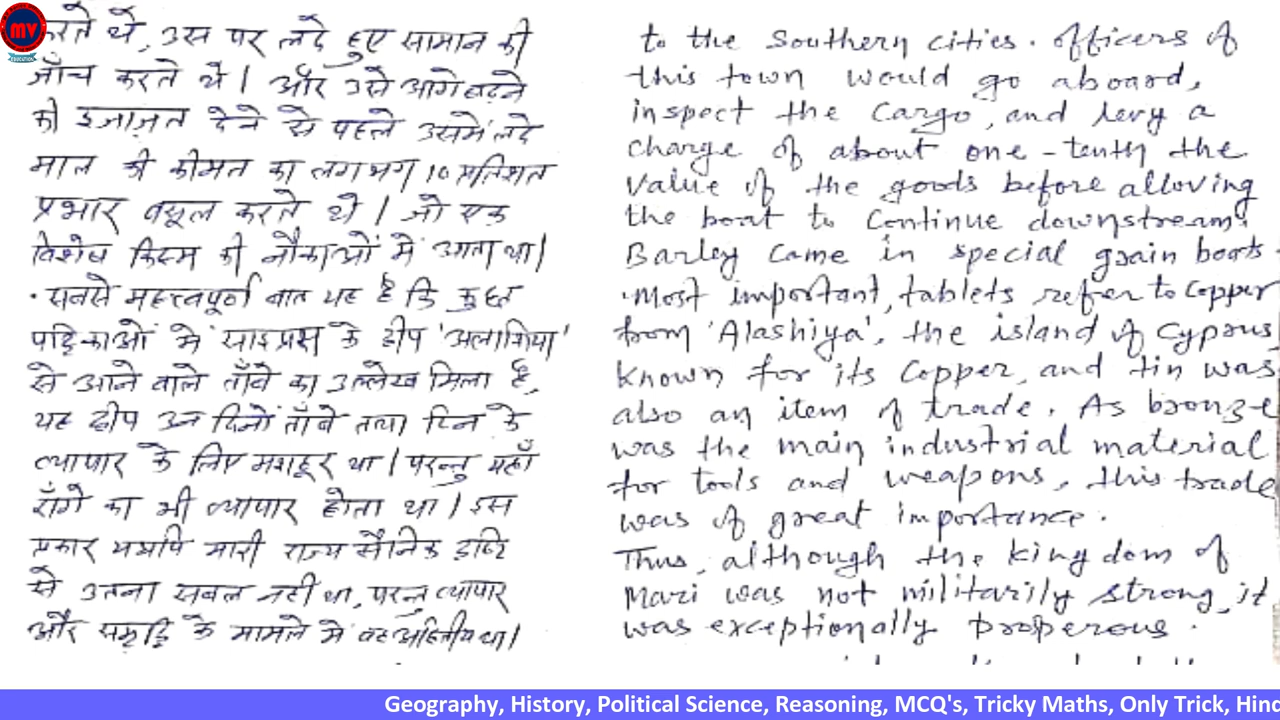 mv
EDUCATION
करते थे, उस पर लदे हुए सामान की
जाँच करते थे। और उसे आगे बढ़ने
की इजाज़त देने से पहले उसमें लदे
माल की कीमत का लगभग 10 प्रतिशत
प्रभार वसूल करते थे। जो एक
विशेष किस्म की नौकाओं में आता था।
· सबसे महत्वपूर्ण बात यह है कि कुछ
पट्टिकाओं में साइप्रस के द्वीप 'अलाशिया'
से आने वाले ताँबे का उल्लेख मिला है,
यह द्वीप उन दिनों ताँबे तथा टिन के
व्यापार के लिए मशहूर था। परन्तु यहाँ
राँगे का भी व्यापार होता था। इस
प्रकार यद्यपि मारी राज्य सैनिक दृष्टि
से उतना सबल नहीं था, परन्तु व्यापार
और समृद्धि के मामले में वह अद्वितीय था।
to the Southern cities. Officers of
this town would go aboard,
inspect the Cargo, and levy a
charge of about one-tenth the
Value of the goods before alloving
the boat to Continue downstream.
Barley Came in special grain boats.
·Most important, tablets refer to Copper
from 'Alashiya', the island of Cyprus,
Known for its Copper, and tin was
also an item of trade. As bronze
was the main industrial material
for tools and weapons, this trade
was of great importance.
Thus, although the kingdom of
Mari was not militarily strong, it
was exceptionally prosperous.
Geography, History, Political Science, Reasoning, MCQ's, Tricky Maths, Only Trick, Hind